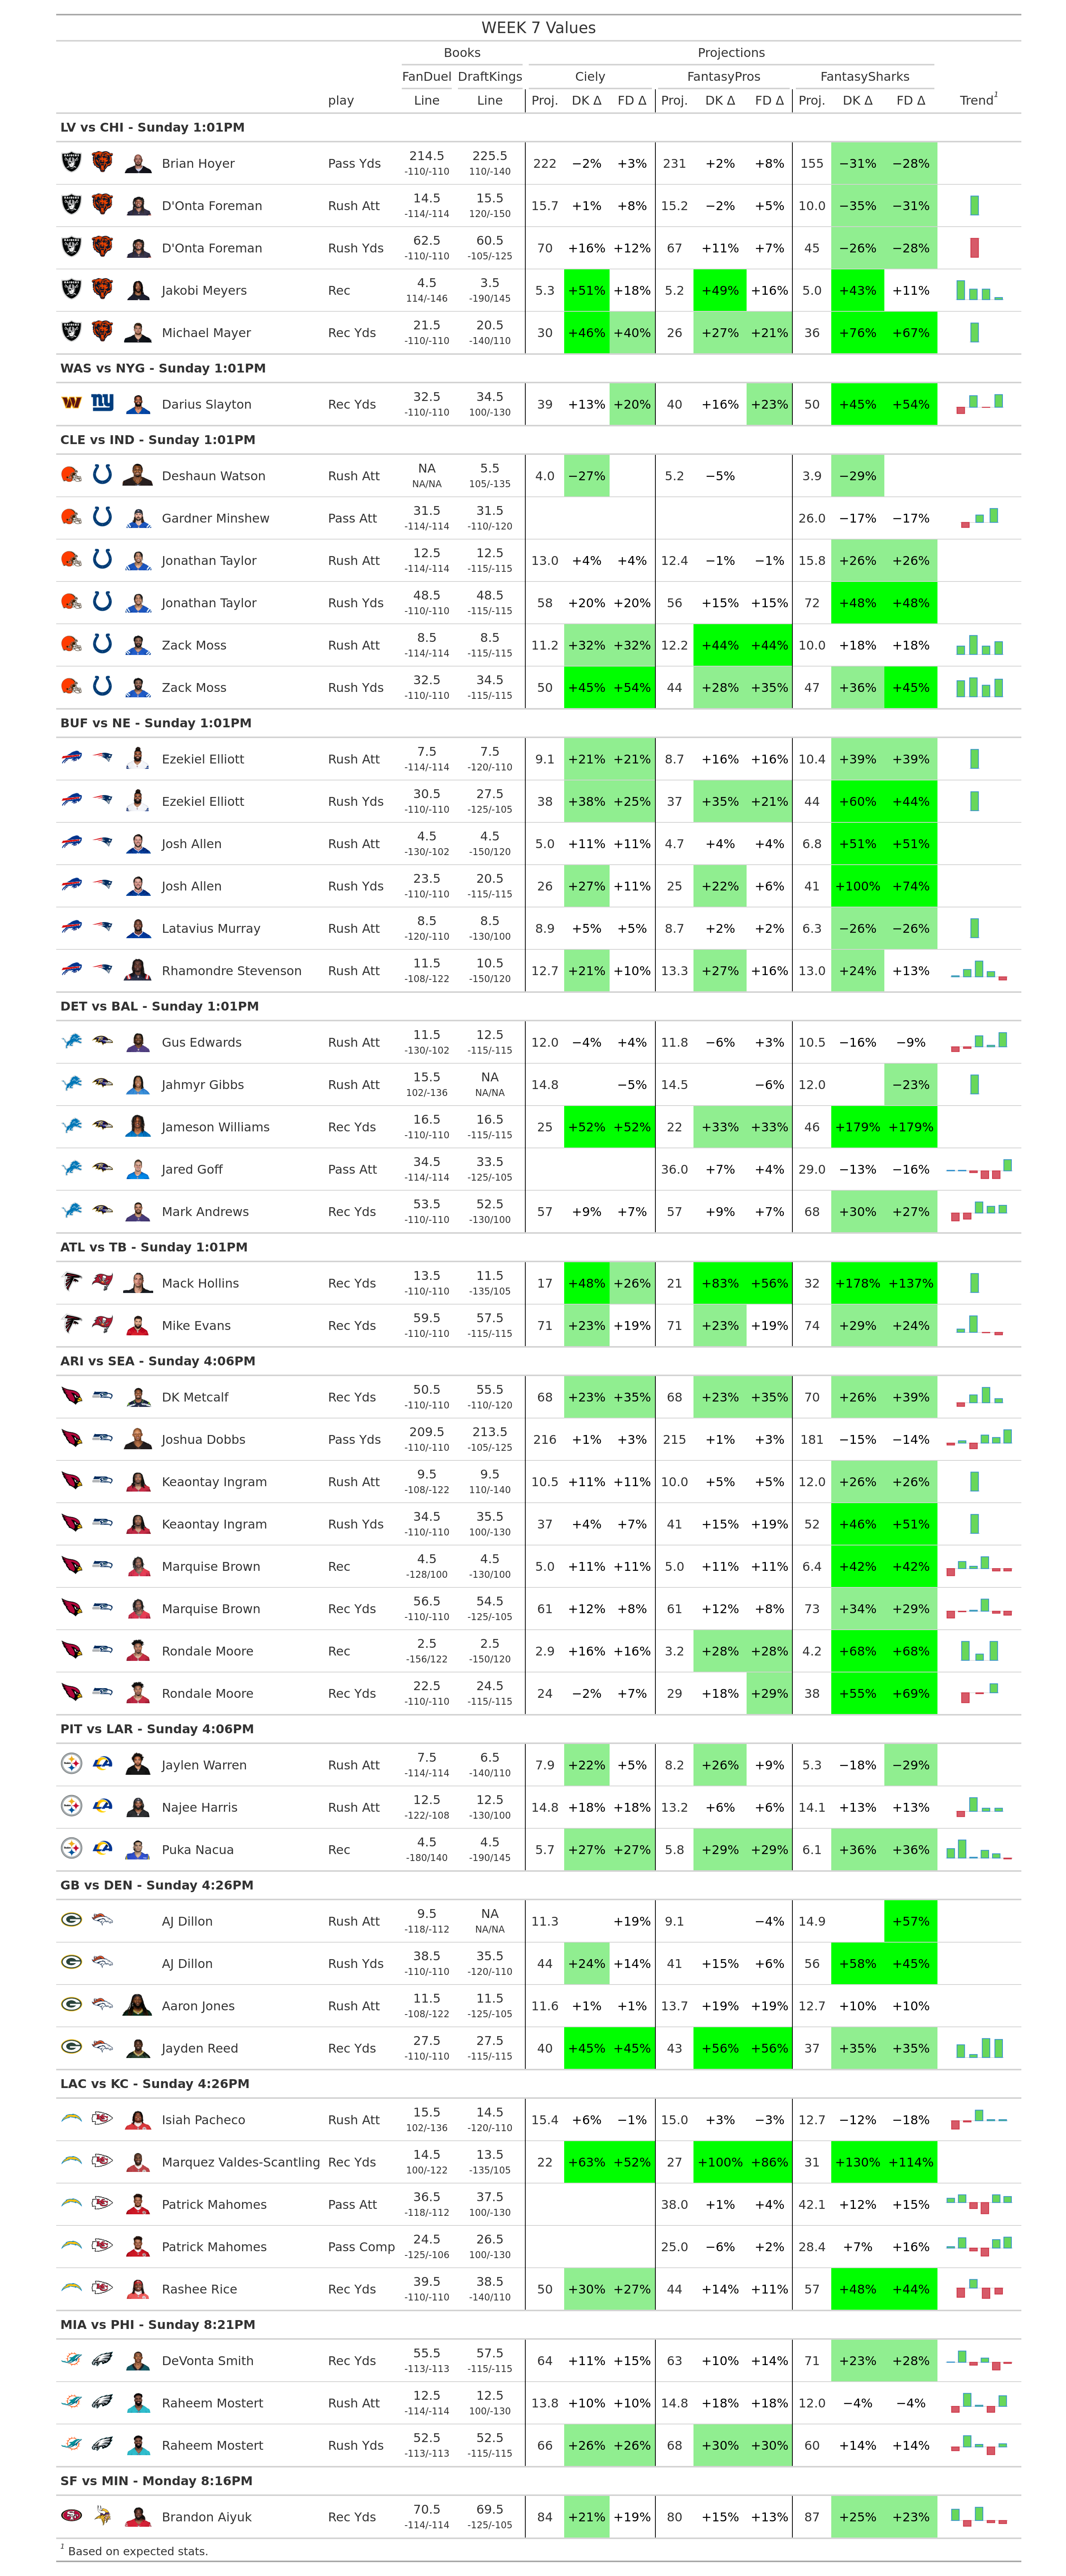 WEEK 7 Values
Books Projections
FanDuel DraftKings Ciely FantasyPros FantasySharks
play Line Line Proj. DK Δ FD Δ Proj. DK Δ FD Δ Proj. DK Δ FD Δ Trend1
LV vs CHI - Sunday 1:01PM
Brian Hoyer Pass Yds 214.5 225.5 222 −2% +3% 231 +2% +8% 155 −31% −28%
-110/-110 110/-140
D'Onta Foreman Rush Att 14.5 15.5 15.7 +1% +8% 15.2 −2% +5% 10.0 −35% −31%
-114/-114 120/-150
D'Onta Foreman Rush Yds 62.5 60.5 70 +16% +12% 67 +11% +7% 45 −26% −28%
-110/-110 -105/-125
Jakobi Meyers Rec 4.5 3.5 5.3 +51% +18% 5.2 +49% +16% 5.0 +43% +11%
114/-146 -190/145
Michael Mayer Rec Yds 21.5 20.5 30 +46% +40% 26 +27% +21% 36 +76% +67%
-110/-110 -140/110
WAS vs NYG - Sunday 1:01PM
Darius Slayton Rec Yds 32.5 34.5 39 +13% +20% 40 +16% +23% 50 +45% +54%
-110/-110 100/-130
CLE vs IND - Sunday 1:01PM
Deshaun Watson Rush Att NA 5.5 4.0 −27% 5.2 −5% 3.9 −29%
NA/NA 105/-135
Gardner Minshew Pass Att 31.5 31.5 26.0 −17% −17%
-114/-114 -110/-120
Jonathan Taylor Rush Att 12.5 12.5 13.0 +4% +4% 12.4 −1% −1% 15.8 +26% +26%
-114/-114 -115/-115
Jonathan Taylor Rush Yds 48.5 48.5 58 +20% +20% 56 +15% +15% 72 +48% +48%
-110/-110 -115/-115
Zack Moss Rush Att 8.5 8.5 11.2 +32% +32% 12.2 +44% +44% 10.0 +18% +18%
-114/-114 -115/-115
Zack Moss Rush Yds 32.5 34.5 50 +45% +54% 44 +28% +35% 47 +36% +45%
-110/-110 -115/-115
BUF vs NE - Sunday 1:01PM
Ezekiel Elliott Rush Att 7.5 7.5 9.1 +21% +21% 8.7 +16% +16% 10.4 +39% +39%
-114/-114 -120/-110
Ezekiel Elliott Rush Yds 30.5 27.5 38 +38% +25% 37 +35% +21% 44 +60% +44%
-110/-110 -125/-105
Josh Allen Rush Att 4.5 4.5 5.0 +11% +11% 4.7 +4% +4% 6.8 +51% +51%
-130/-102 -150/120
Josh Allen Rush Yds 23.5 20.5 26 +27% +11% 25 +22% +6% 41 +100% +74%
-110/-110 -115/-115
Latavius Murray Rush Att 8.5 8.5 8.9 +5% +5% 8.7 +2% +2% 6.3 −26% −26%
-120/-110 -130/100
Rhamondre Stevenson Rush Att 11.5 10.5 12.7 +21% +10% 13.3 +27% +16% 13.0 +24% +13%
-108/-122 -150/120
DET vs BAL - Sunday 1:01PM
Gus Edwards Rush Att 11.5 12.5 12.0 −4% +4% 11.8 −6% +3% 10.5 −16% −9%
-130/-102 -115/-115
Jahmyr Gibbs Rush Att 15.5 NA 14.8 −5% 14.5 −6% 12.0 −23%
102/-136 NA/NA
Jameson Williams Rec Yds 16.5 16.5 25 +52% +52% 22 +33% +33% 46 +179% +179%
-110/-110 -115/-115
Jared Goff Pass Att 34.5 33.5 36.0 +7% +4% 29.0 −13% −16%
-114/-114 -125/-105
Mark Andrews Rec Yds 53.5 52.5 57 +9% +7% 57 +9% +7% 68 +30% +27%
-110/-110 -130/100
ATL vs TB - Sunday 1:01PM
Mack Hollins Rec Yds 13.5 11.5 17 +48% +26% 21 +83% +56% 32 +178% +137%
-110/-110 -135/105
Mike Evans Rec Yds 59.5 57.5 71 +23% +19% 71 +23% +19% 74 +29% +24%
-110/-110 -115/-115
ARI vs SEA - Sunday 4:06PM
DK Metcalf Rec Yds 50.5 55.5 68 +23% +35% 68 +23% +35% 70 +26% +39%
-110/-110 -110/-120
Joshua Dobbs Pass Yds 209.5 213.5 216 +1% +3% 215 +1% +3% 181 −15% −14%
-110/-110 -105/-125
Keaontay Ingram Rush Att 9.5 9.5 10.5 +11% +11% 10.0 +5% +5% 12.0 +26% +26%
-108/-122 110/-140
Keaontay Ingram Rush Yds 34.5 35.5 37 +4% +7% 41 +15% +19% 52 +46% +51%
-110/-110 100/-130
Marquise Brown Rec 4.5 4.5 5.0 +11% +11% 5.0 +11% +11% 6.4 +42% +42%
-128/100 -130/100
Marquise Brown Rec Yds 56.5 54.5 61 +12% +8% 61 +12% +8% 73 +34% +29%
-110/-110 -125/-105
Rondale Moore Rec 2.5 2.5 2.9 +16% +16% 3.2 +28% +28% 4.2 +68% +68%
-156/122 -150/120
Rondale Moore Rec Yds 22.5 24.5 24 −2% +7% 29 +18% +29% 38 +55% +69%
-110/-110 -115/-115
PIT vs LAR - Sunday 4:06PM
Jaylen Warren Rush Att 7.5 6.5 7.9 +22% +5% 8.2 +26% +9% 5.3 −18% −29%
-114/-114 -140/110
Najee Harris Rush Att 12.5 12.5 14.8 +18% +18% 13.2 +6% +6% 14.1 +13% +13%
-122/-108 -130/100
Puka Nacua Rec 4.5 4.5 5.7 +27% +27% 5.8 +29% +29% 6.1 +36% +36%
-180/140 -190/145
GB vs DEN - Sunday 4:26PM
AJ Dillon Rush Att 9.5 NA 11.3 +19% 9.1 −4% 14.9 +57%
-118/-112 NA/NA
AJ Dillon Rush Yds 38.5 35.5 44 +24% +14% 41 +15% +6% 56 +58% +45%
-110/-110 -120/-110
Aaron Jones Rush Att 11.5 11.5 11.6 +1% +1% 13.7 +19% +19% 12.7 +10% +10%
-108/-122 -125/-105
Jayden Reed Rec Yds 27.5 27.5 40 +45% +45% 43 +56% +56% 37 +35% +35%
-110/-110 -115/-115
LAC vs KC - Sunday 4:26PM
Isiah Pacheco Rush Att 15.5 14.5 15.4 +6% −1% 15.0 +3% −3% 12.7 −12% −18%
102/-136 -120/-110
Marquez Valdes-Scantling Rec Yds 14.5 13.5 22 +63% +52% 27 +100% +86% 31 +130% +114%
100/-122 -135/105
Patrick Mahomes Pass Att 36.5 37.5 38.0 +1% +4% 42.1 +12% +15%
-118/-112 100/-130
Patrick Mahomes Pass Comp 24.5 26.5 25.0 −6% +2% 28.4 +7% +16%
-125/-106 100/-130
Rashee Rice Rec Yds 39.5 38.5 50 +30% +27% 44 +14% +11% 57 +48% +44%
-110/-110 -140/110
MIA vs PHI - Sunday 8:21PM
DeVonta Smith Rec Yds 55.5 57.5 64 +11% +15% 63 +10% +14% 71 +23% +28%
-113/-113 -115/-115
Raheem Mostert Rush Att 12.5 12.5 13.8 +10% +10% 14.8 +18% +18% 12.0 −4% −4%
-114/-114 100/-130
Raheem Mostert Rush Yds 52.5 52.5 66 +26% +26% 68 +30% +30% 60 +14% +14%
-113/-113 -115/-115
SF vs MIN - Monday 8:16PM
Brandon Aiyuk Rec Yds 70.5 69.5 84 +21% +19% 80 +15% +13% 87 +25% +23%
-114/-114 -125/-105
1 Based on expected stats.